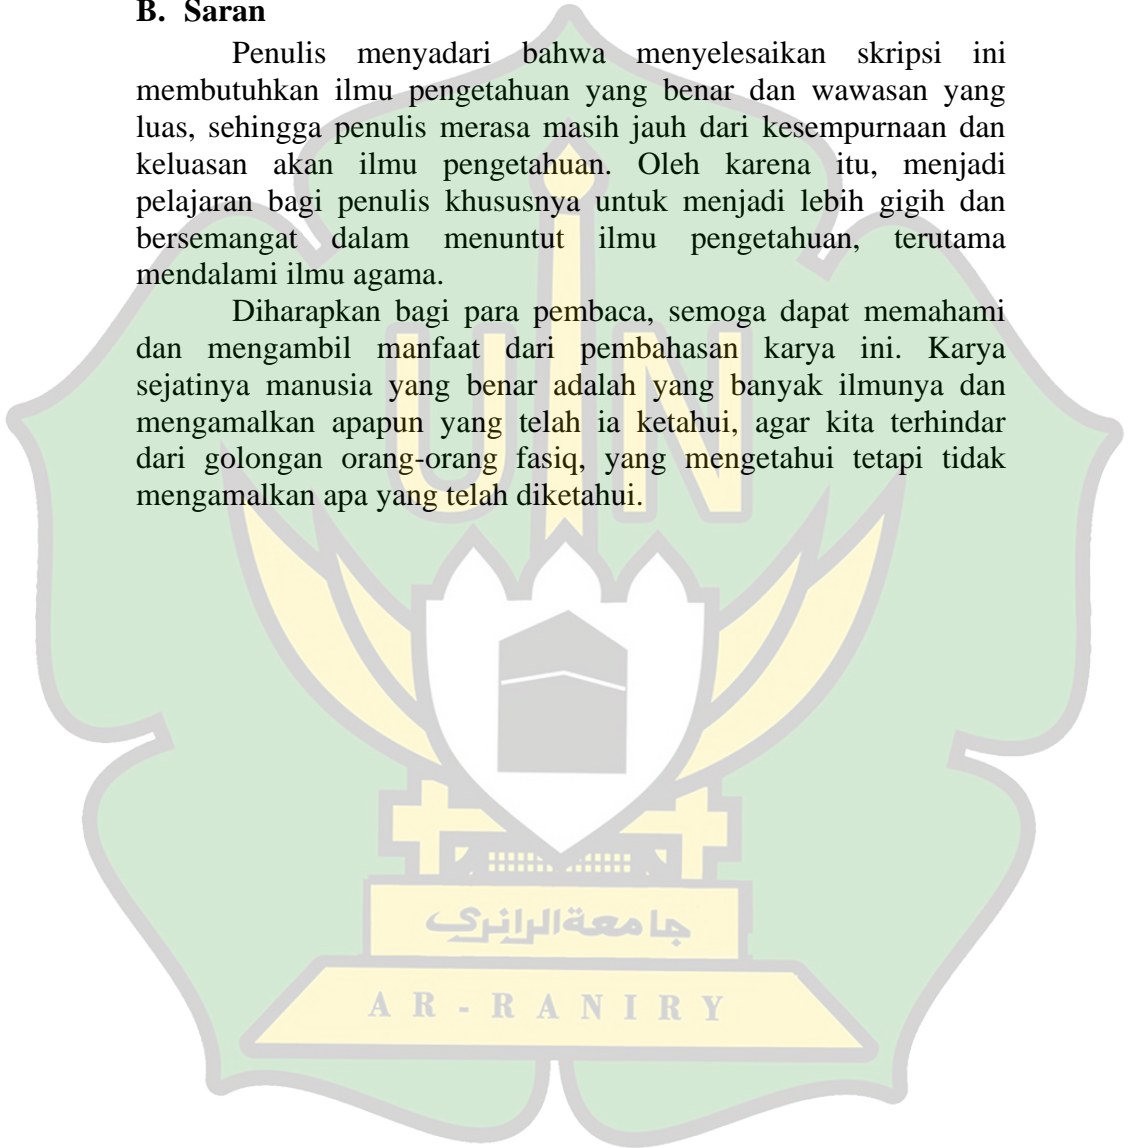 B. Saran
Penulis menyadari bahwa menyelesaikan skripsi ini
membutuhkan ilmu pengetahuan yang benar dan wawasan yang
luas, sehingga penulis merasa masih jauh dari kesempurnaan dan
keluasan akan ilmu pengetahuan. Oleh karena itu, menjadi
pelajaran bagi penulis khususnya untuk menjadi lebih gigih dan
bersemangat dalam menuntut ilmu pengetahuan, terutama
mendalami ilmu agama.
Diharapkan bagi para pembaca, semoga dapat memahami
dan mengambil manfaat dari pembahasan karya ini. Karya
sejatinya manusia yang benar adalah yang banyak ilmunya dan
mengamalkan apapun yang telah ia ketahui, agar kita terhindar
dari golongan orang-orang fasiq, yang mengetahui tetapi tidak
mengamalkan apa yang telah diketahui.
UIN
جامعة الرانري
AR-RANIRY